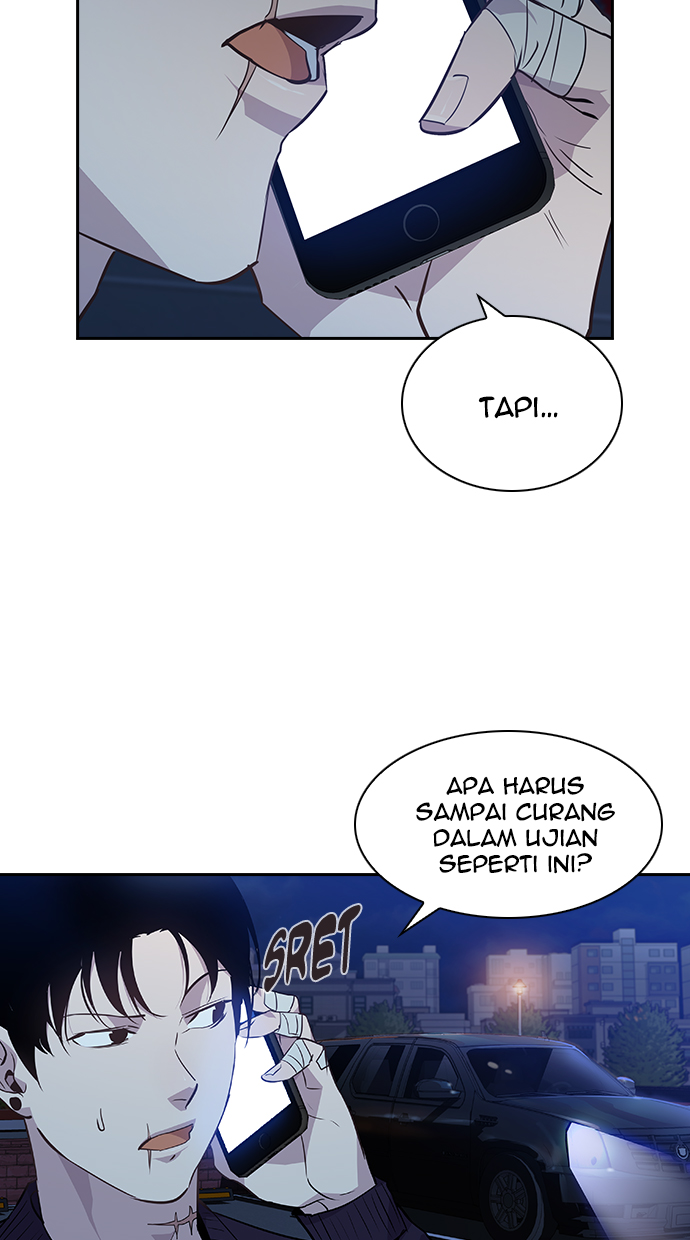 TAPI...
APA HARUS
SAMPAI CURANG
DALAM UJIAN
SEPERTI INI?
SRET